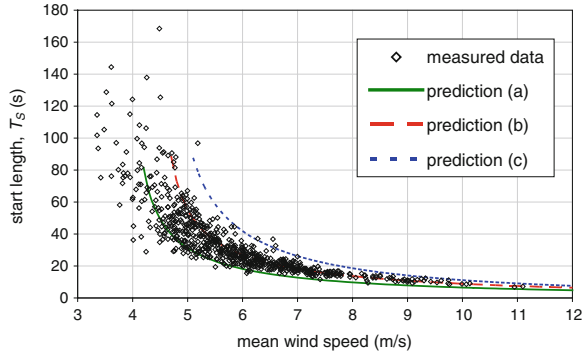 180
160
140
120
100
80
60
40
20
0
start length, T_S (s)
measured data
prediction (a)
prediction (b)
prediction (c)
3 4 5 6 7 8 9 10 11 12
mean wind speed (m/s)